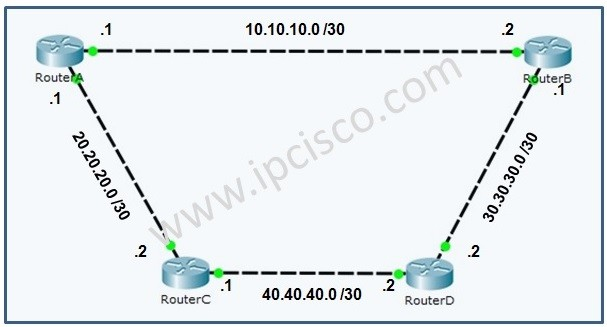 .1
10.10.10.0 /30
.2
RouterA
RouterB
.1
.1
20.20.20.0 /30
30.30.30.0 /30
www.ipcisco.com
.2
.2
RouterC
.1
40.40.40.0 /30
.2
RouterD